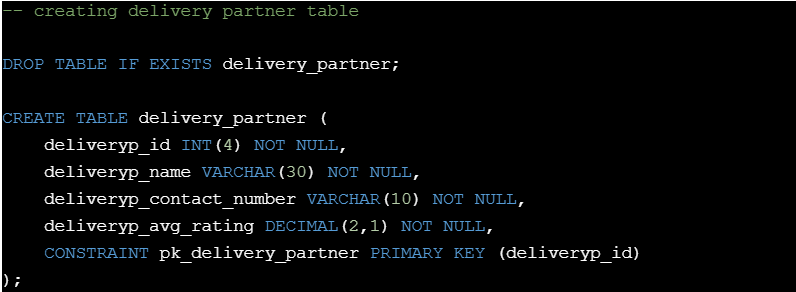 -- creating delivery partner table
DROP TABLE IF EXISTS delivery_partner;
CREATE TABLE delivery_partner (
deliveryp_id INT(4) NOT NULL,
deliveryp_name VARCHAR(30) NOT NULL,
deliveryp_contact_number VARCHAR(10) NOT NULL,
deliveryp_avg_rating DECIMAL(2,1) NOT NULL,
CONSTRAINT pk_delivery_partner PRIMARY KEY (deliveryp_id)
);